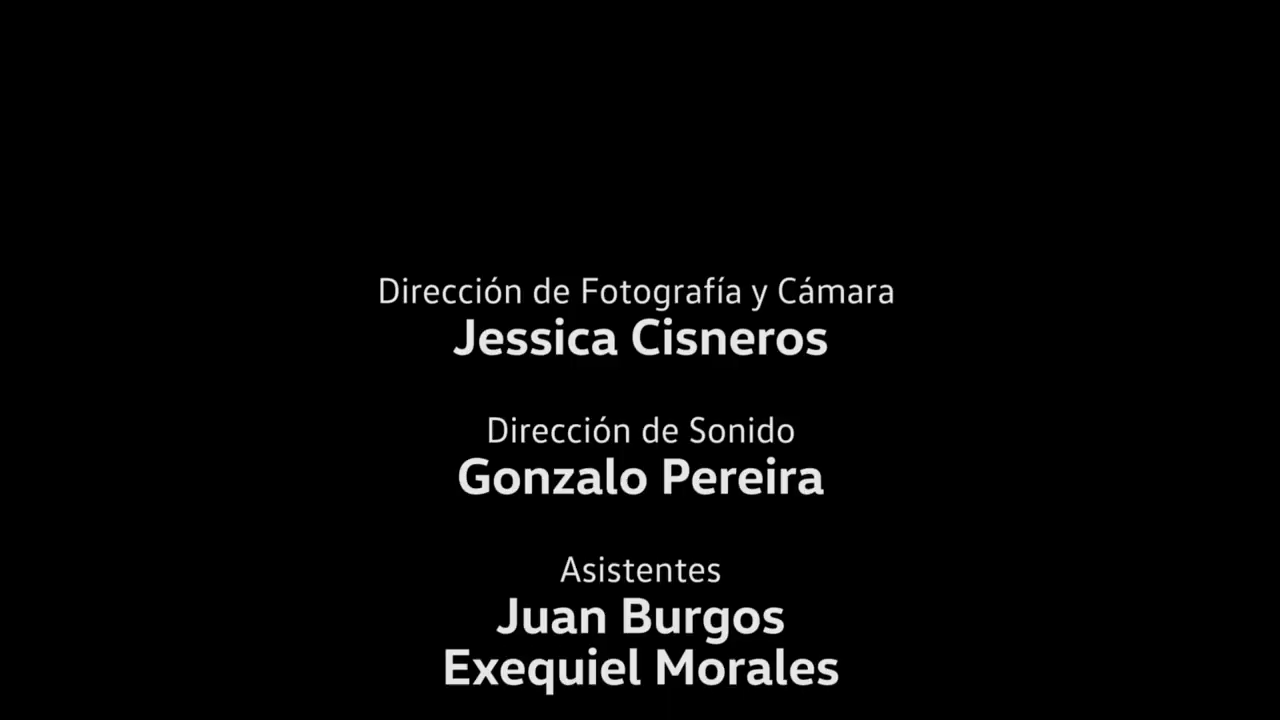 Dirección de Fotografía y Cámara
Jessica Cisneros
Dirección de Sonido
Gonzalo Pereira
Asistentes
Juan Burgos
Exequiel Morales